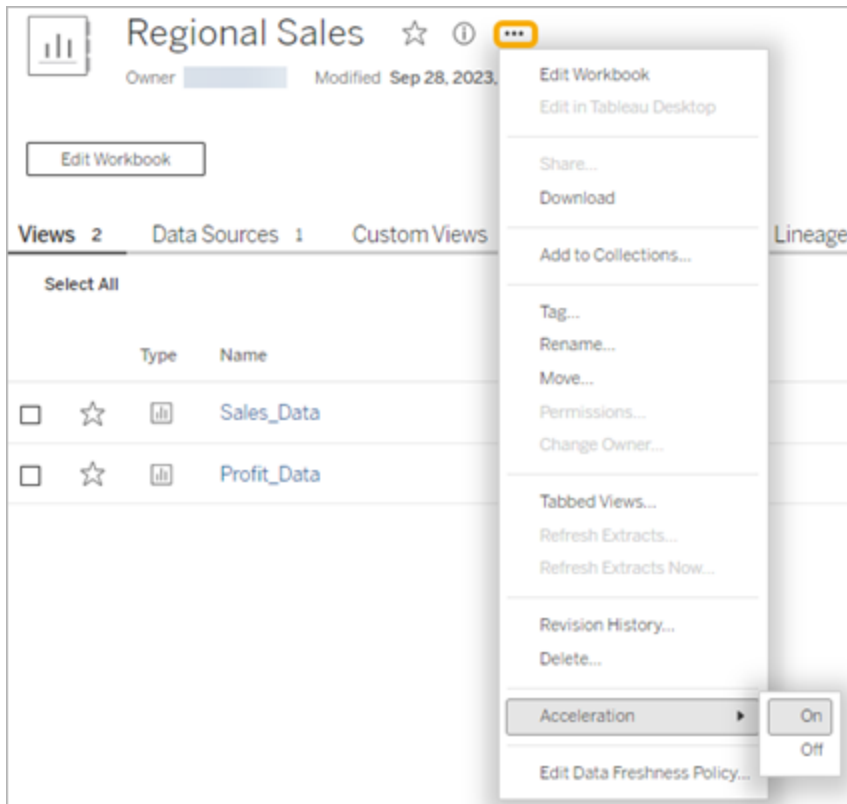 Regional Sales
Owner Modified Sep 28, 2023,
Edit Workbook
Views 2 Data Sources 1 Custom Views Lineage
Select All
Type Name
Sales_Data
Profit_Data
Edit Workbook
Edit in Tableau Desktop
Share...
Download
Add to Collections...
Tag...
Rename...
Move...
Permissions...
Change Owner...
Tabbed Views...
Refresh Extracts...
Refresh Extracts Now...
Revision History...
Delete...
Acceleration
On
Off
Edit Data Freshness Policy...